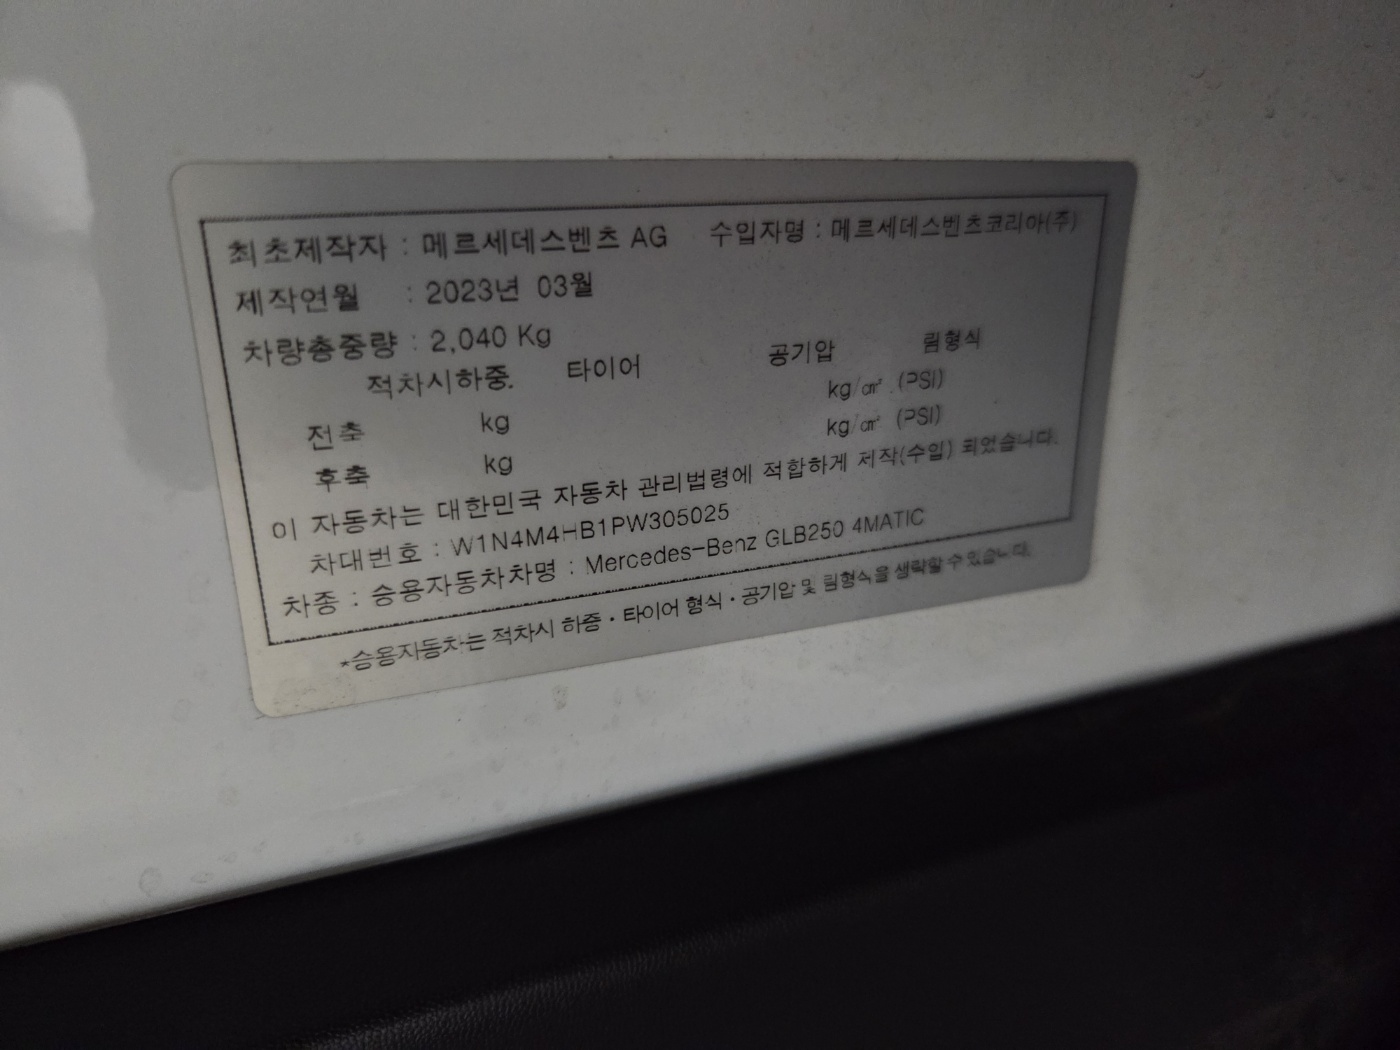 최초제작자 : 메르세데스벤츠 AG 수입자명 : 메르세데스벤츠코리아(주)
제작연월 : 2023년 03월
차량총중량 : 2,040 Kg
적차시하중. 타이어 공기압 림형식
전축 kg kg/㎠ (PSI)
후축 kg kg/㎠ (PSI)
이 자동차는 대한민국 자동차 관리법령에 적합하게 제작(수입) 되었습니다.
차대번호 : W1N4M4HB1PW305025
차종 : 승용자동차차명 : Mercedes-Benz GLB250 4MATIC
*승용자동차는 적차시 하중·타이어 형식·공기압 및 림형식을 생략할 수 있습니다.